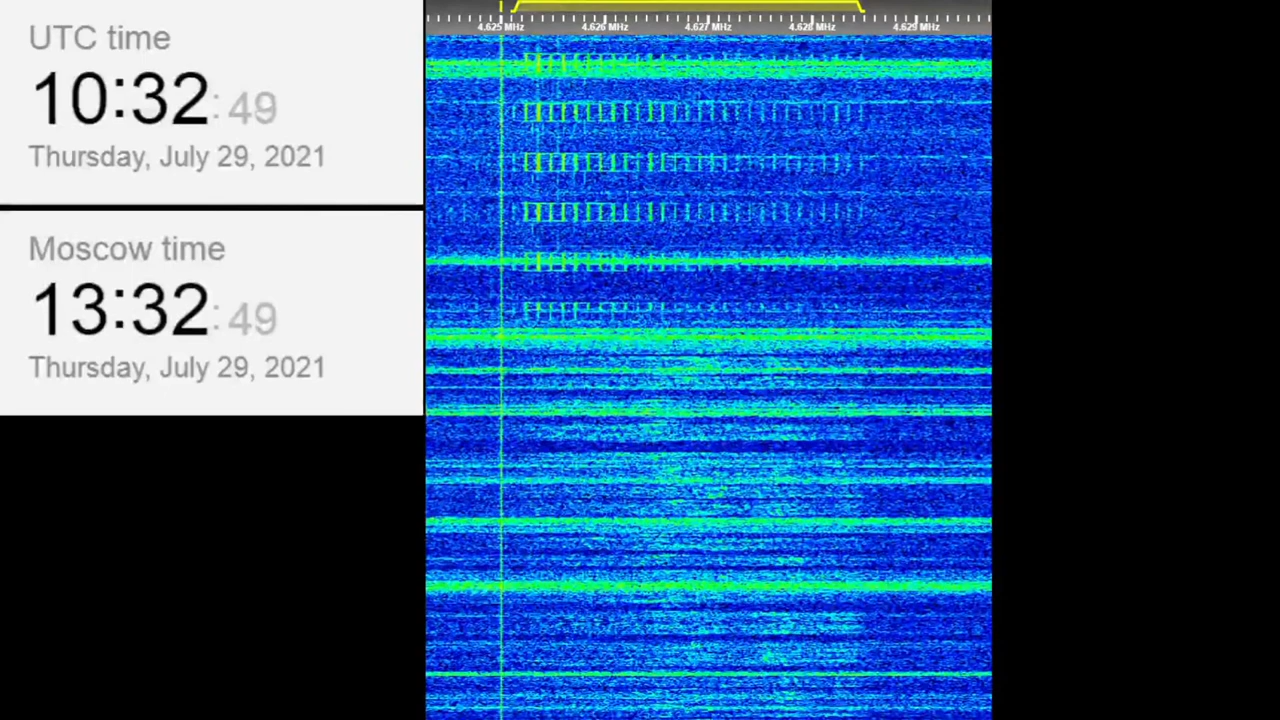 UTC time
10:32:49
Thursday, July 29, 2021
Moscow time
13:32:49
Thursday, July 29, 2021
4.625 MHz 4.626 MHz 4.627 MHz 4.628 MHz 4.629 MHz